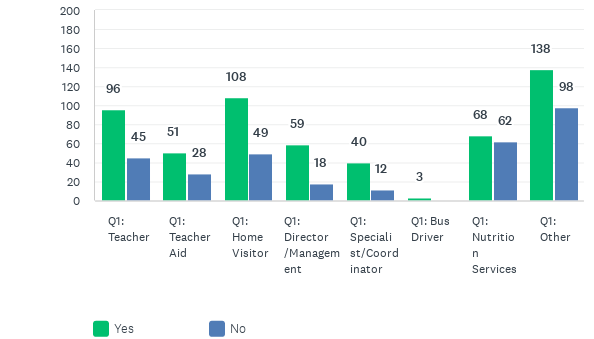 200
180
160
140
120
100
80
60
40
20
0
96
45
51
28
108
49
59
18
40
12
3
68
62
138
98
Q1:
Teacher
Q1:
Teacher
Aid
Q1:
Home
Visitor
Q1:
Director
/Managem
ent
Q1:
Speciali
st/Coord
inator
Q1: Bus
Driver
Q1:
Nutritio
n
Services
Q1:
Other
Yes
No